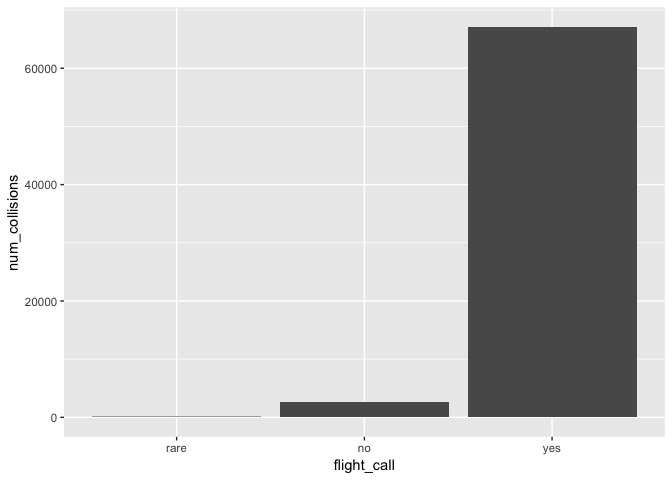 num_collisions
60000
40000
20000
0
rare no yes
flight_call